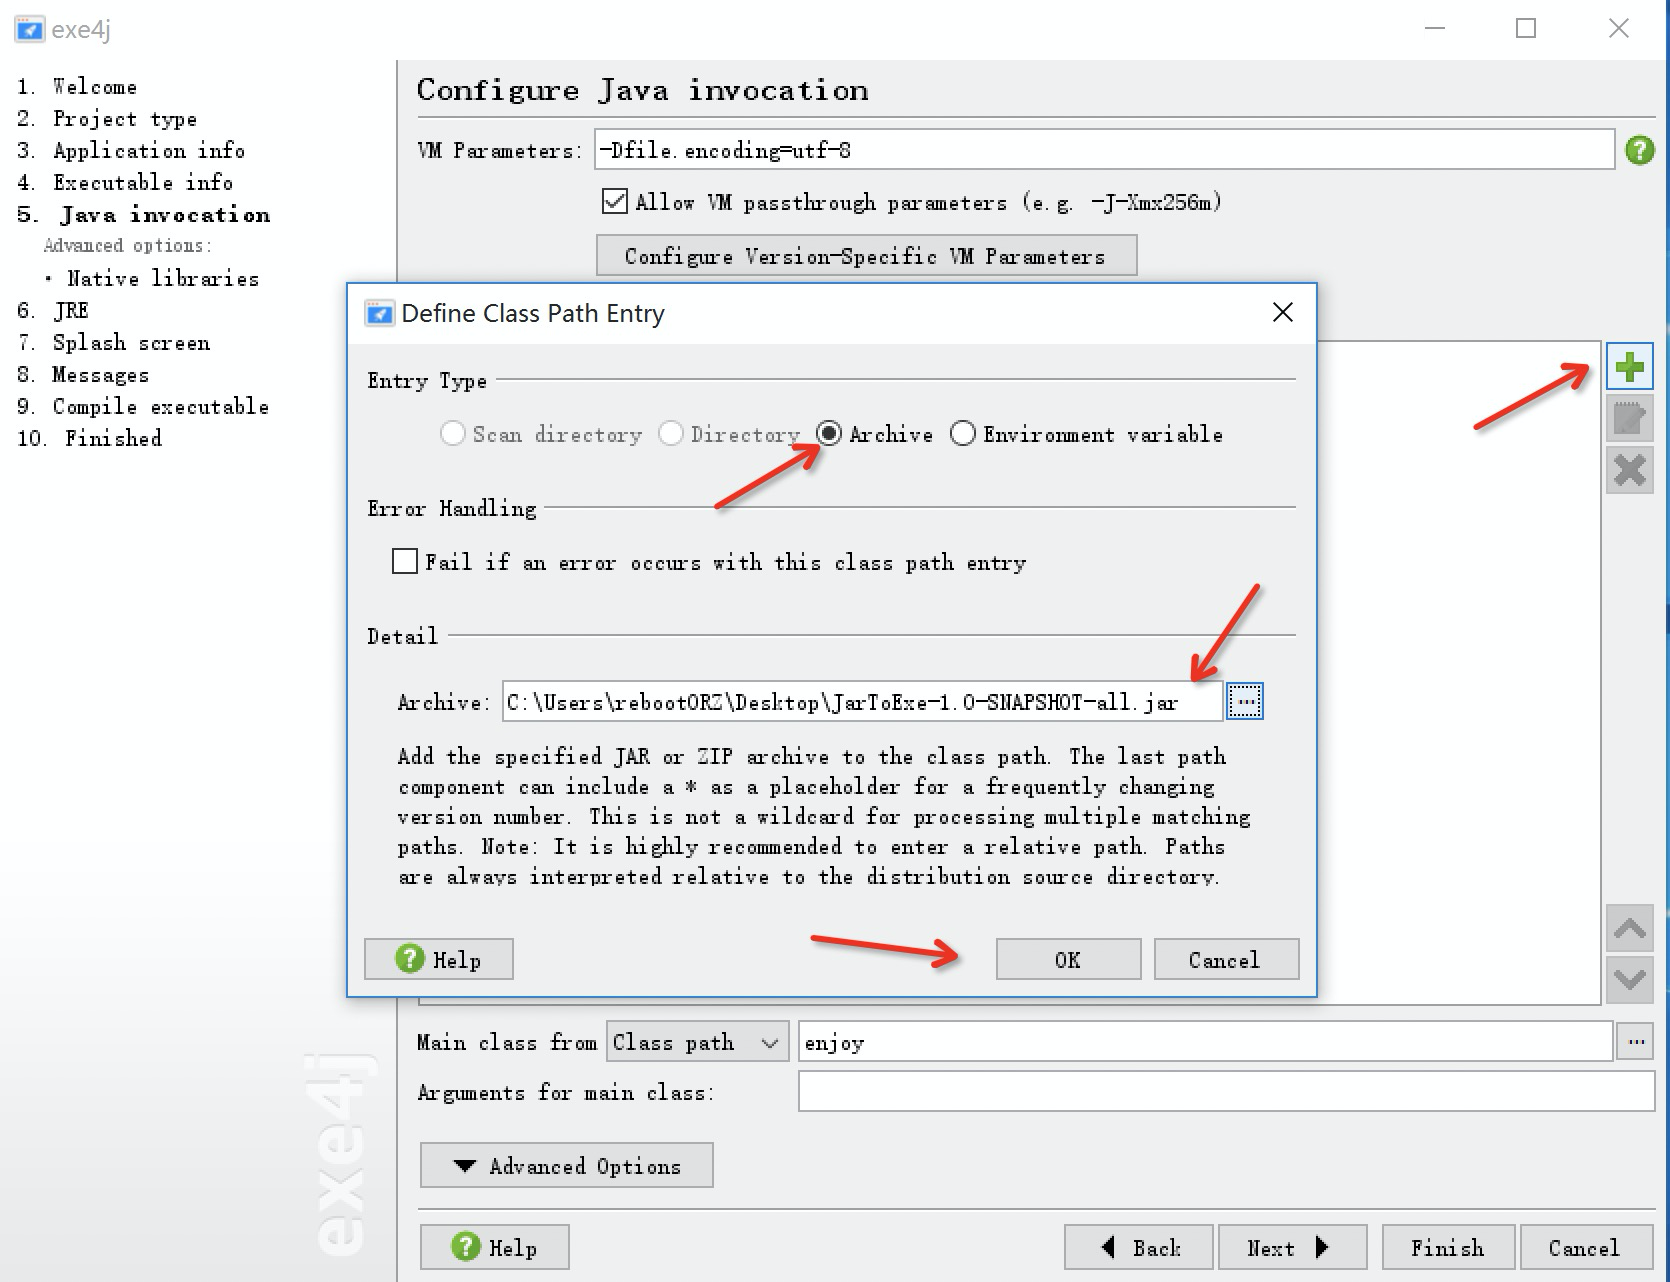 exe4j
1. Welcome
2. Project type
3. Application info
4. Executable info
5. Java invocation
Advanced options:
· Native libraries
6. JRE
7. Splash screen
8. Messages
9. Compile executable
10. Finished
exe4j
Configure Java invocation
VM Parameters: -Dfile.encoding=utf-8
Allow VM passthrough parameters (e.g. -J-Xmx256m)
Configure Version-Specific VM Parameters
Define Class Path Entry
Entry Type
Scan directory Directory Archive Environment variable
Error Handling
Fail if an error occurs with this class path entry
Detail
Archive: C:\Users\rebootORZ\Desktop\JarToExe-1.0-SNAPSHOT-all.jar ...
Add the specified JAR or ZIP archive to the class path. The last path
component can include a * as a placeholder for a frequently changing
version number. This is not a wildcard for processing multiple matching
paths. Note: It is highly recommended to enter a relative path. Paths
are always interpreted relative to the distribution source directory.
Help OK Cancel
Main class from Class path enjoy ...
Arguments for main class:
Advanced Options
Help Back Next Finish Cancel